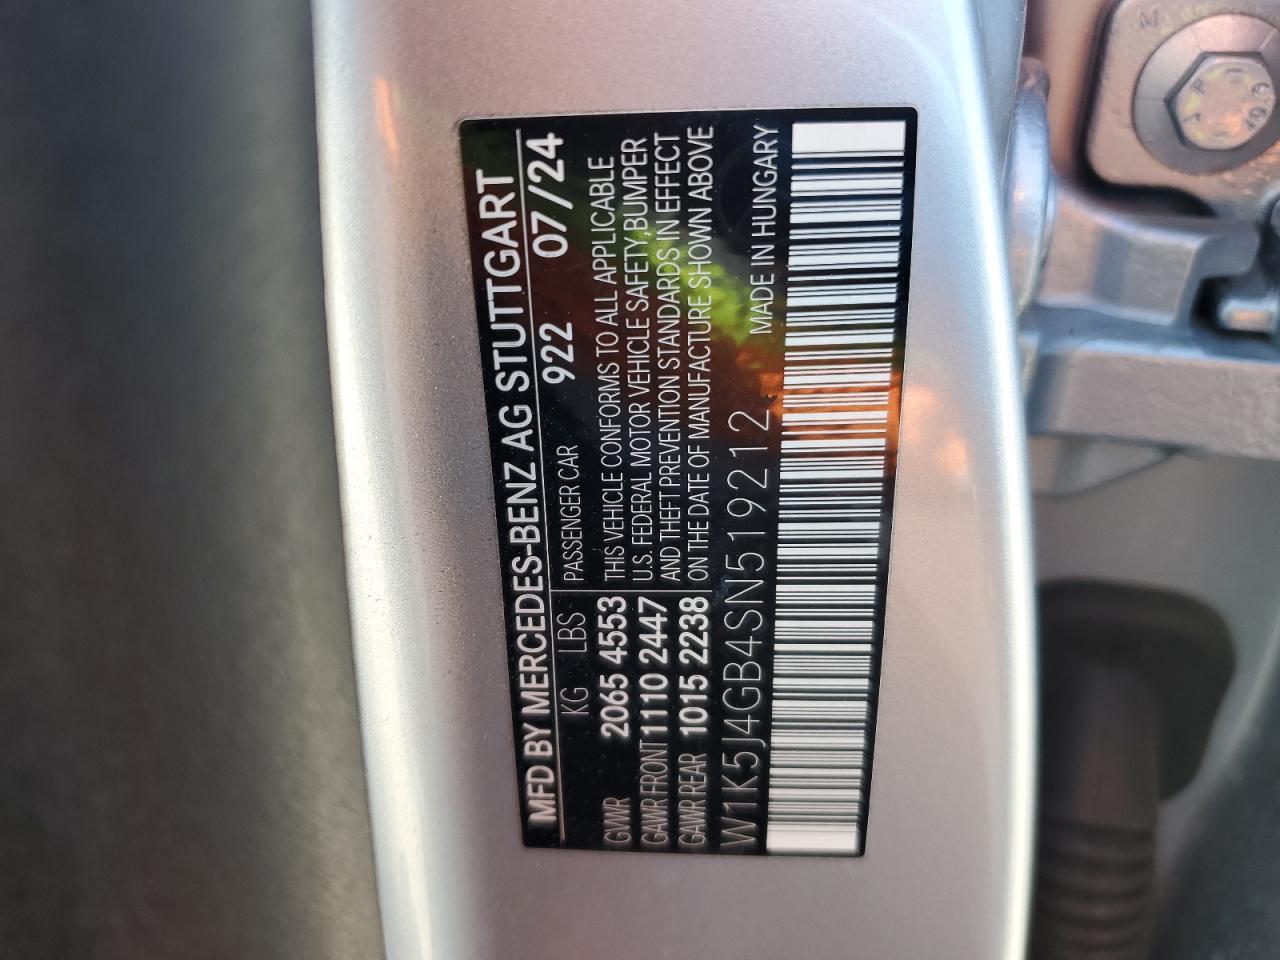 MFD BY MERCEDES-BENZ AG STUTTGART
KG LBS PASSENGER CAR 922 07/24
GVWR 2065 4553 THIS VEHICLE CONFORMS TO ALL APPLICABLE
GAWR FRONT 1110 2447 U.S. FEDERAL MOTOR VEHICLE SAFETY,BUMPER
GAWR REAR 1015 2238 AND THEFT PREVENTION STANDARDS IN EFFECT
ON THE DATE OF MANUFACTURE SHOWN ABOVE
W1K5J4GB4SN519212 MADE IN HUNGARY